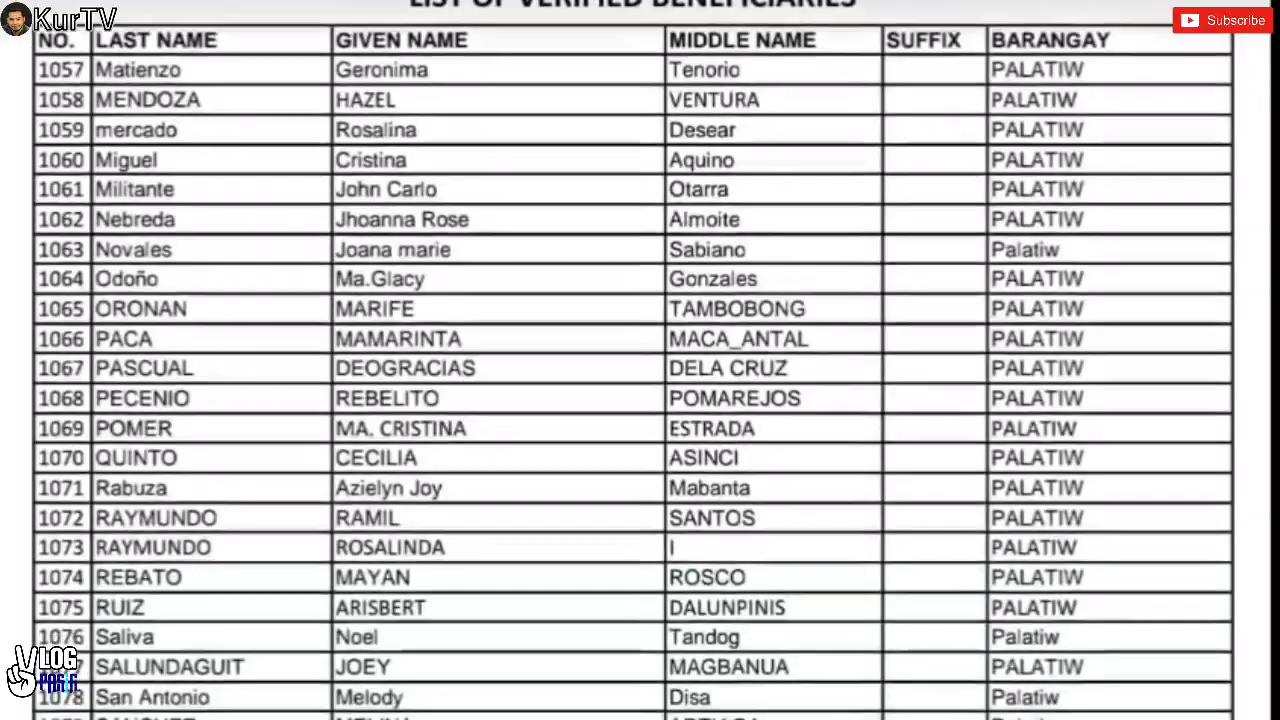 LIST OF VERIFIED BENEFICIARIES
KurTV
Subscribe
NO. LAST NAME GIVEN NAME MIDDLE NAME SUFFIX BARANGAY
1057 Matienzo Geronima Tenorio PALATIW
1058 MENDOZA HAZEL VENTURA PALATIW
1059 mercado Rosalina Desear PALATIW
1060 Miguel Cristina Aquino PALATIW
1061 Militante John Carlo Otarra PALATIW
1062 Nebreda Jhoanna Rose Almoite PALATIW
1063 Novales Joana marie Sabiano Palatiw
1064 Odoño Ma.Glacy Gonzales PALATIW
1065 ORONAN MARIFE TAMBOBONG PALATIW
1066 PACA MAMARINTA MACA_ANTAL PALATIW
1067 PASCUAL DEOGRACIAS DELA CRUZ PALATIW
1068 PECENIO REBELITO POMAREJOS PALATIW
1069 POMER MA. CRISTINA ESTRADA PALATIW
1070 QUINTO CECILIA ASINCI PALATIW
1071 Rabuza Azielyn Joy Mabanta PALATIW
1072 RAYMUNDO RAMIL SANTOS PALATIW
1073 RAYMUNDO ROSALINDA I PALATIW
1074 REBATO MAYAN ROSCO PALATIW
1075 RUIZ ARISBERT DALUNPINIS PALATIW
1076 Saliva Noel Tandog Palatiw
SALUNDAGUIT JOEY MAGBANUA PALATIW
1078 San Antonio Melody Disa Palatiw
VLOG